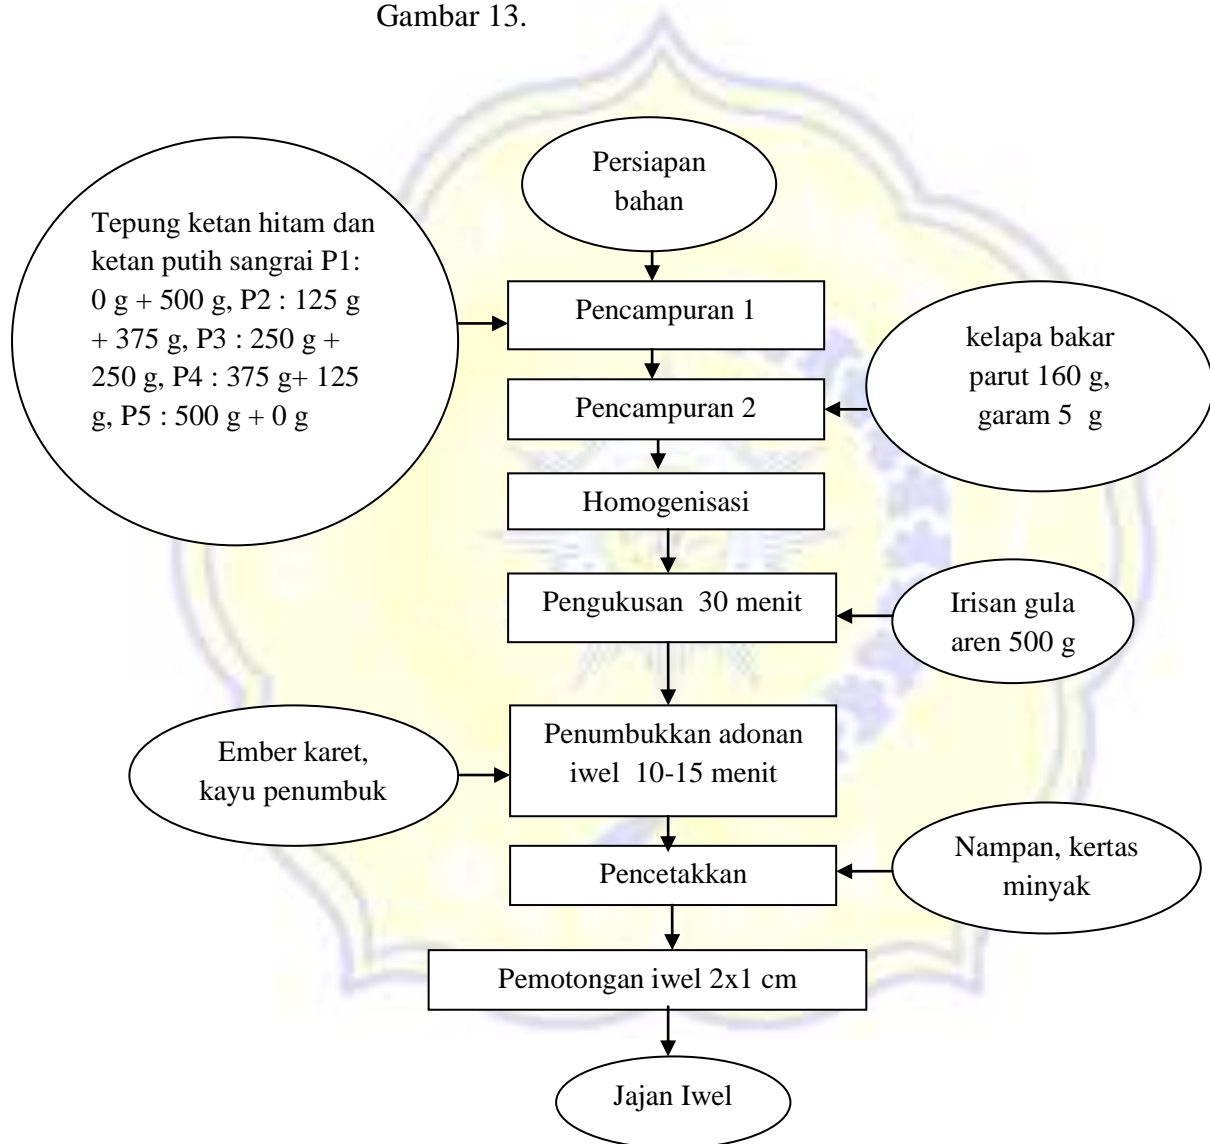 Gambar 13.
Persiapan
bahan
Tepung ketan hitam dan
ketan putih sangrai P1:
0 g + 500 g, P2 : 125 g
+ 375 g, P3 : 250 g +
250 g, P4 : 375 g+ 125
g, P5 : 500 g + 0 g
Pencampuran 1
kelapa bakar
parut 160 g,
garam 5 g
Pencampuran 2
Homogenisasi
Pengukusan 30 menit
Irisan gula
aren 500 g
Ember karet,
kayu penumbuk
Penumbukkan adonan
iwel 10-15 menit
Pencetakkan
Nampan, kertas
minyak
Pemotongan iwel 2x1 cm
Jajan Iwel